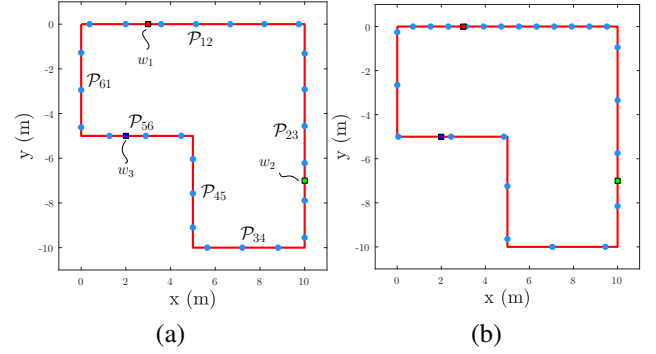 0
-2
-4
-6
-8
-10
y (m)
0 2 4 6 8 10
x (m)
w₁
𝒫₁₂
𝒫₆₁
𝒫₅₆
𝒫₂₃
w₃
w₂
𝒫₄₅
𝒫₃₄
(a)
0
-2
-4
-6
-8
-10
y (m)
0 2 4 6 8 10
x (m)
(b)